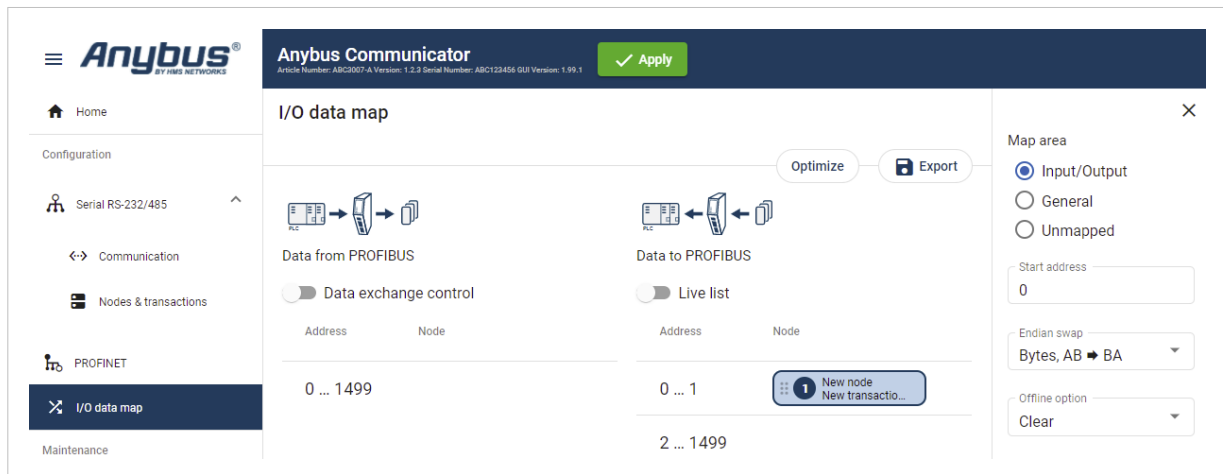 Anybus®
BY HMS NETWORKS
Anybus Communicator
Article Number: ABC3007-A Version: 1.2.3 Serial Number: ABC123456 GUI Version: 1.99.1
Apply
Home
Configuration
Serial RS-232/485
Communication
Nodes & transactions
PROFINET
I/O data map
Maintenance
I/O data map
Optimize
Export
PLC
Data from PROFIBUS
Data exchange control
Address Node
0 ... 1499
PLC
Data to PROFIBUS
Live list
Address Node
0 ... 1
1
New node
New transactio...
2 ... 1499
Map area
Input/Output
General
Unmapped
Start address
0
Endian swap
Bytes, AB ➡ BA
Offline option
Clear